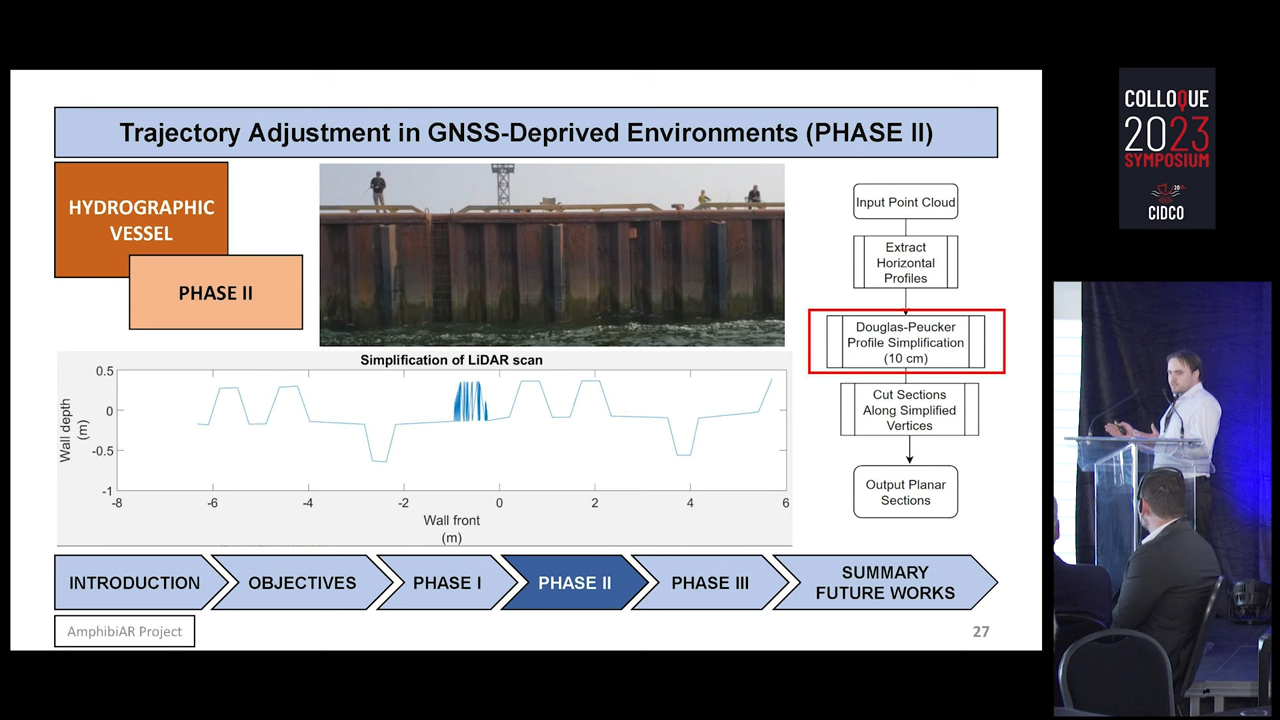 Trajectory Adjustment in GNSS-Deprived Environments (PHASE II)
HYDROGRAPHIC
VESSEL
PHASE II
Input Point Cloud
Extract
Horizontal
Profiles
Douglas-Peucker
Profile Simplification
(10 cm)
Cut Sections
Along Simplified
Vertices
Output Planar
Sections
Simplification of LiDAR scan
Wall depth
(m)
0.5
0
-0.5
-1
-8
-6
-4
-2
0
2
4
6
Wall front
(m)
INTRODUCTION
OBJECTIVES
PHASE I
PHASE II
PHASE III
SUMMARY
FUTURE WORKS
AmphibiAR Project
27
COLLOQUE
2023
SYMPOSIUM
CIDCO